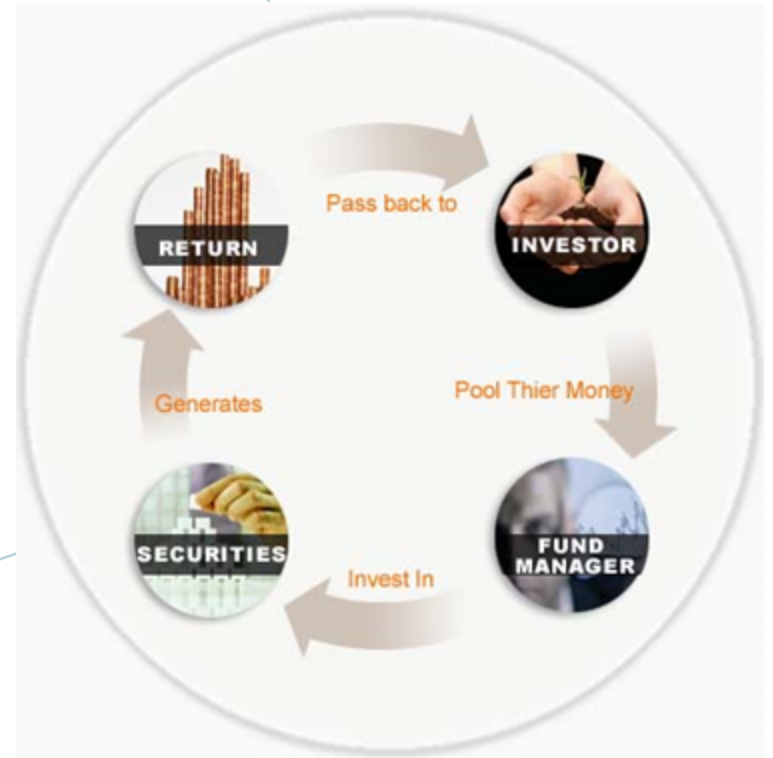 Pass back to
RETURN
INVESTOR
Generates
Pool Thier Money
SECURITIES
FUND
MANAGER
Invest In